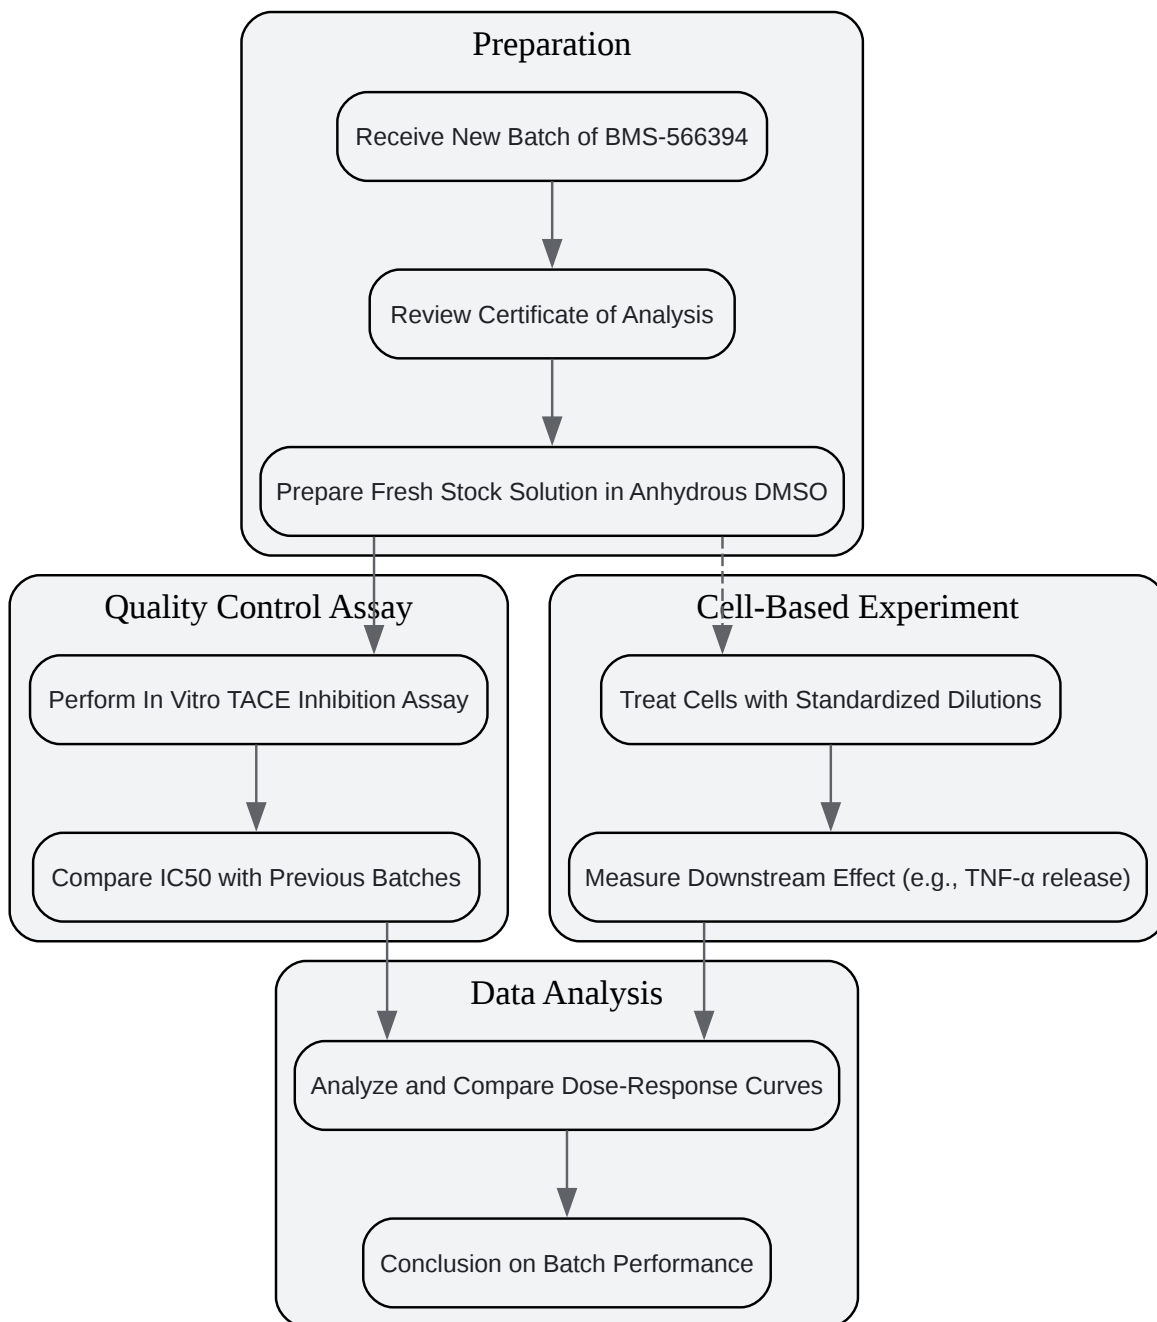 Preparation
Receive New Batch of BMS-566394
Review Certificate of Analysis
Prepare Fresh Stock Solution in Anhydrous DMSO
Quality Control Assay
Perform In Vitro TACE Inhibition Assay
Compare IC50 with Previous Batches
Cell-Based Experiment
Treat Cells with Standardized Dilutions
Measure Downstream Effect (e.g., TNF-α release)
Data Analysis
Analyze and Compare Dose-Response Curves
Conclusion on Batch Performance